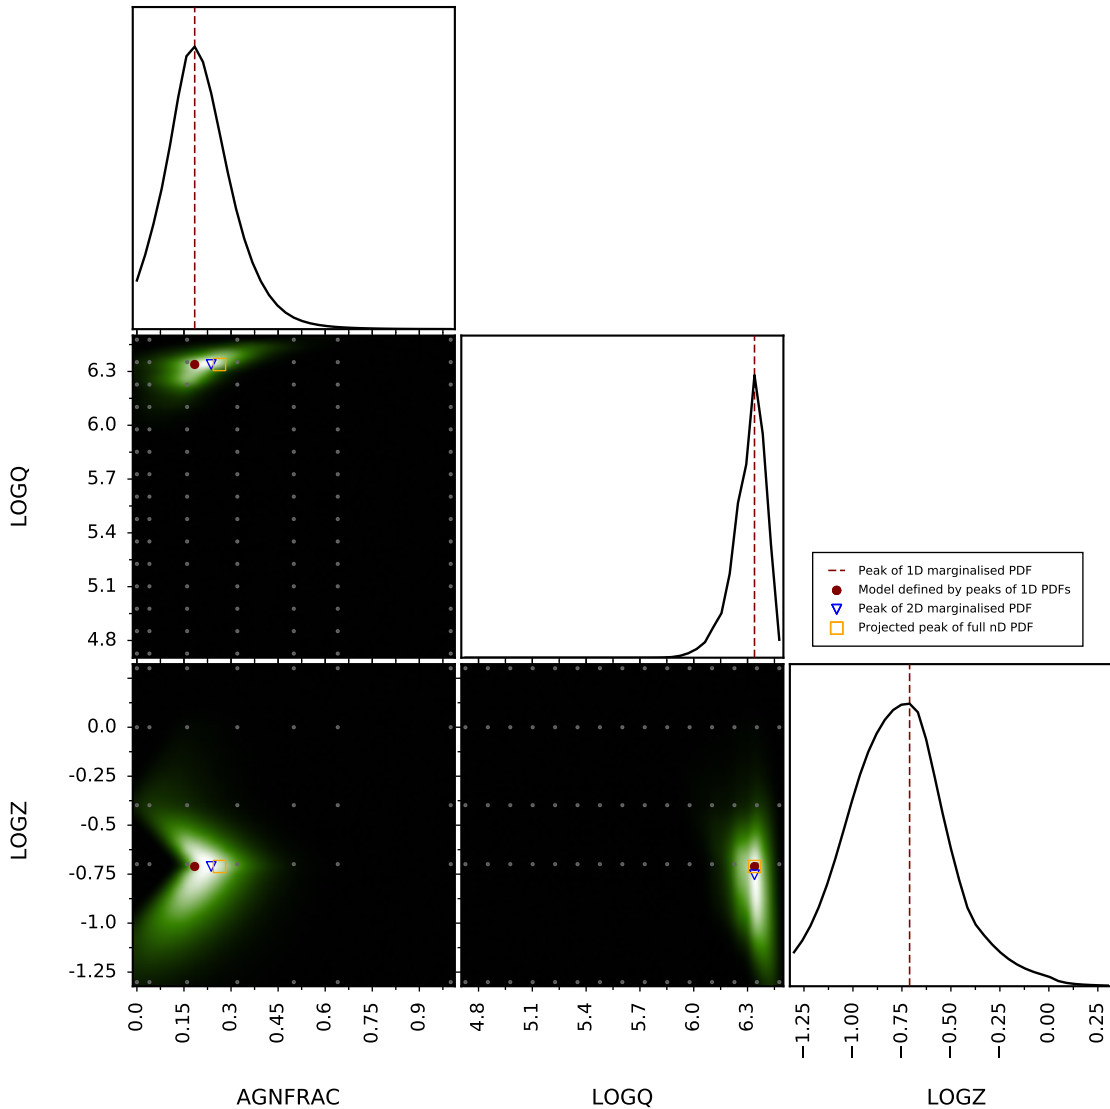 LOGQ
6.3
6.0
5.7
5.4
5.1
4.8
Peak of 1D marginalised PDF
Model defined by peaks of 1D PDFs
Peak of 2D marginalised PDF
Projected peak of full nD PDF
LOGZ
0.0
-0.25
-0.5
-0.75
-1.0
-1.25
0.0 0.15 0.3 0.45 0.6 0.75 0.9
4.8 5.1 5.4 5.7 6.0 6.3
−1.25 −1.00 −0.75 −0.50 −0.25 0.00 0.25
AGNFRAC LOGQ LOGZ